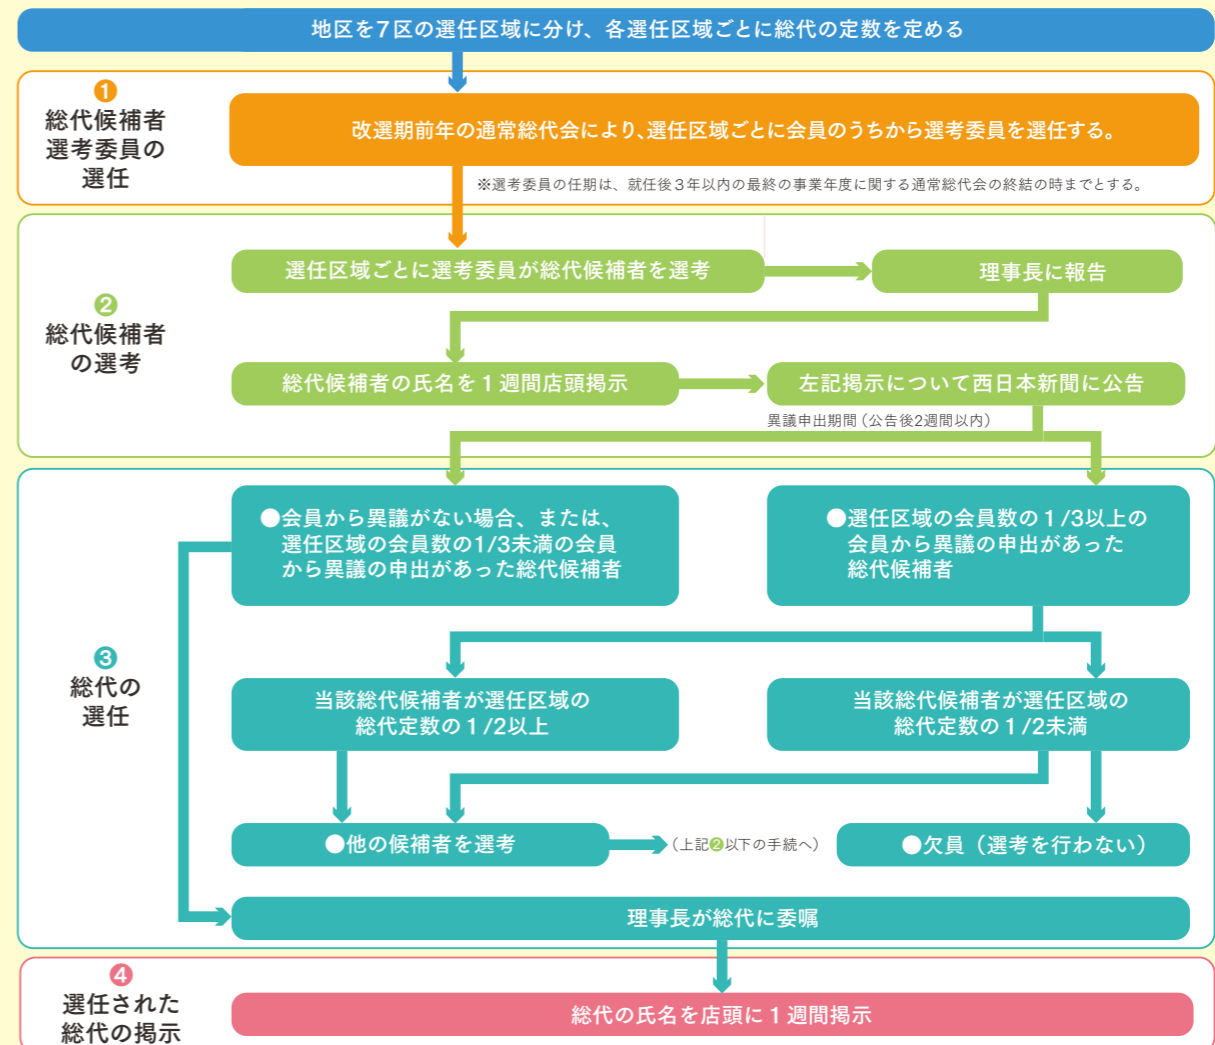 地区を7区の選任区域に分け、各選任区域ごとに総代の定数を定める
❶
総代候補者
選考委員の
選任
改選期前年の通常総代会により、選任区域ごとに会員のうちから選考委員を選任する。
※選考委員の任期は、就任後3年以内の最終の事業年度に関する通常総代会の終結の時までとする。
❷
総代候補者
の選考
選任区域ごとに選考委員が総代候補者を選考
理事長に報告
総代候補者の氏名を1週間店頭掲示
左記掲示について西日本新聞に公告
異議申出期間（公告後2週間以内）
❸
総代の
選任
●会員から異議がない場合、または、
選任区域の会員数の1/3未満の会員
から異議の申出があった総代候補者
●選任区域の会員数の1/3以上の
会員から異議の申出があった
総代候補者
当該総代候補者が選任区域の
総代定数の1/2以上
当該総代候補者が選任区域の
総代定数の1/2未満
●他の候補者を選考
（上記❷以下の手続へ）
●欠員（選考を行わない）
理事長が総代に委嘱
❹
選任された
総代の掲示
総代の氏名を店頭に1週間掲示